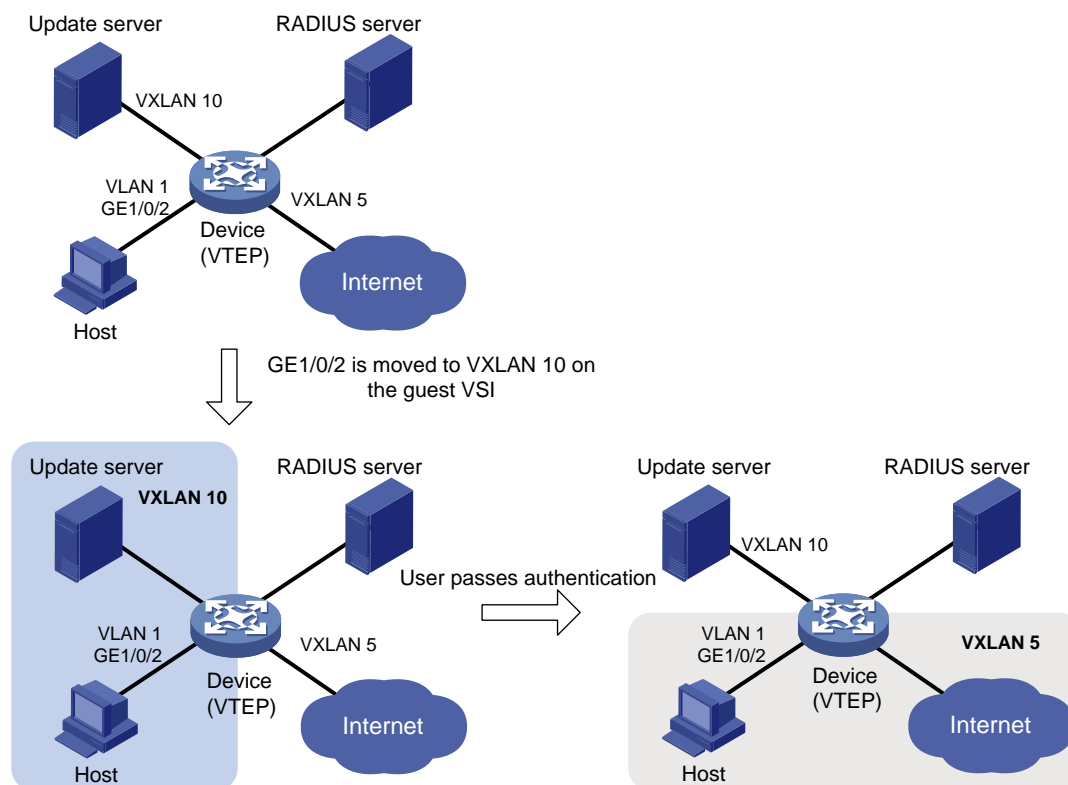 Update server
RADIUS server
VXLAN 10
VLAN 1
GE1/0/2
VXLAN 5
Device
(VTEP)
Internet
Host
GE1/0/2 is moved to VXLAN 10 on
the guest VSI
Update server
RADIUS server
VXLAN 10
VLAN 1
GE1/0/2
VXLAN 5
Device
(VTEP)
Internet
Host
User passes authentication
Update server
RADIUS server
VXLAN 10
VLAN 1
GE1/0/2
VXLAN 5
Device
(VTEP)
Internet
Host